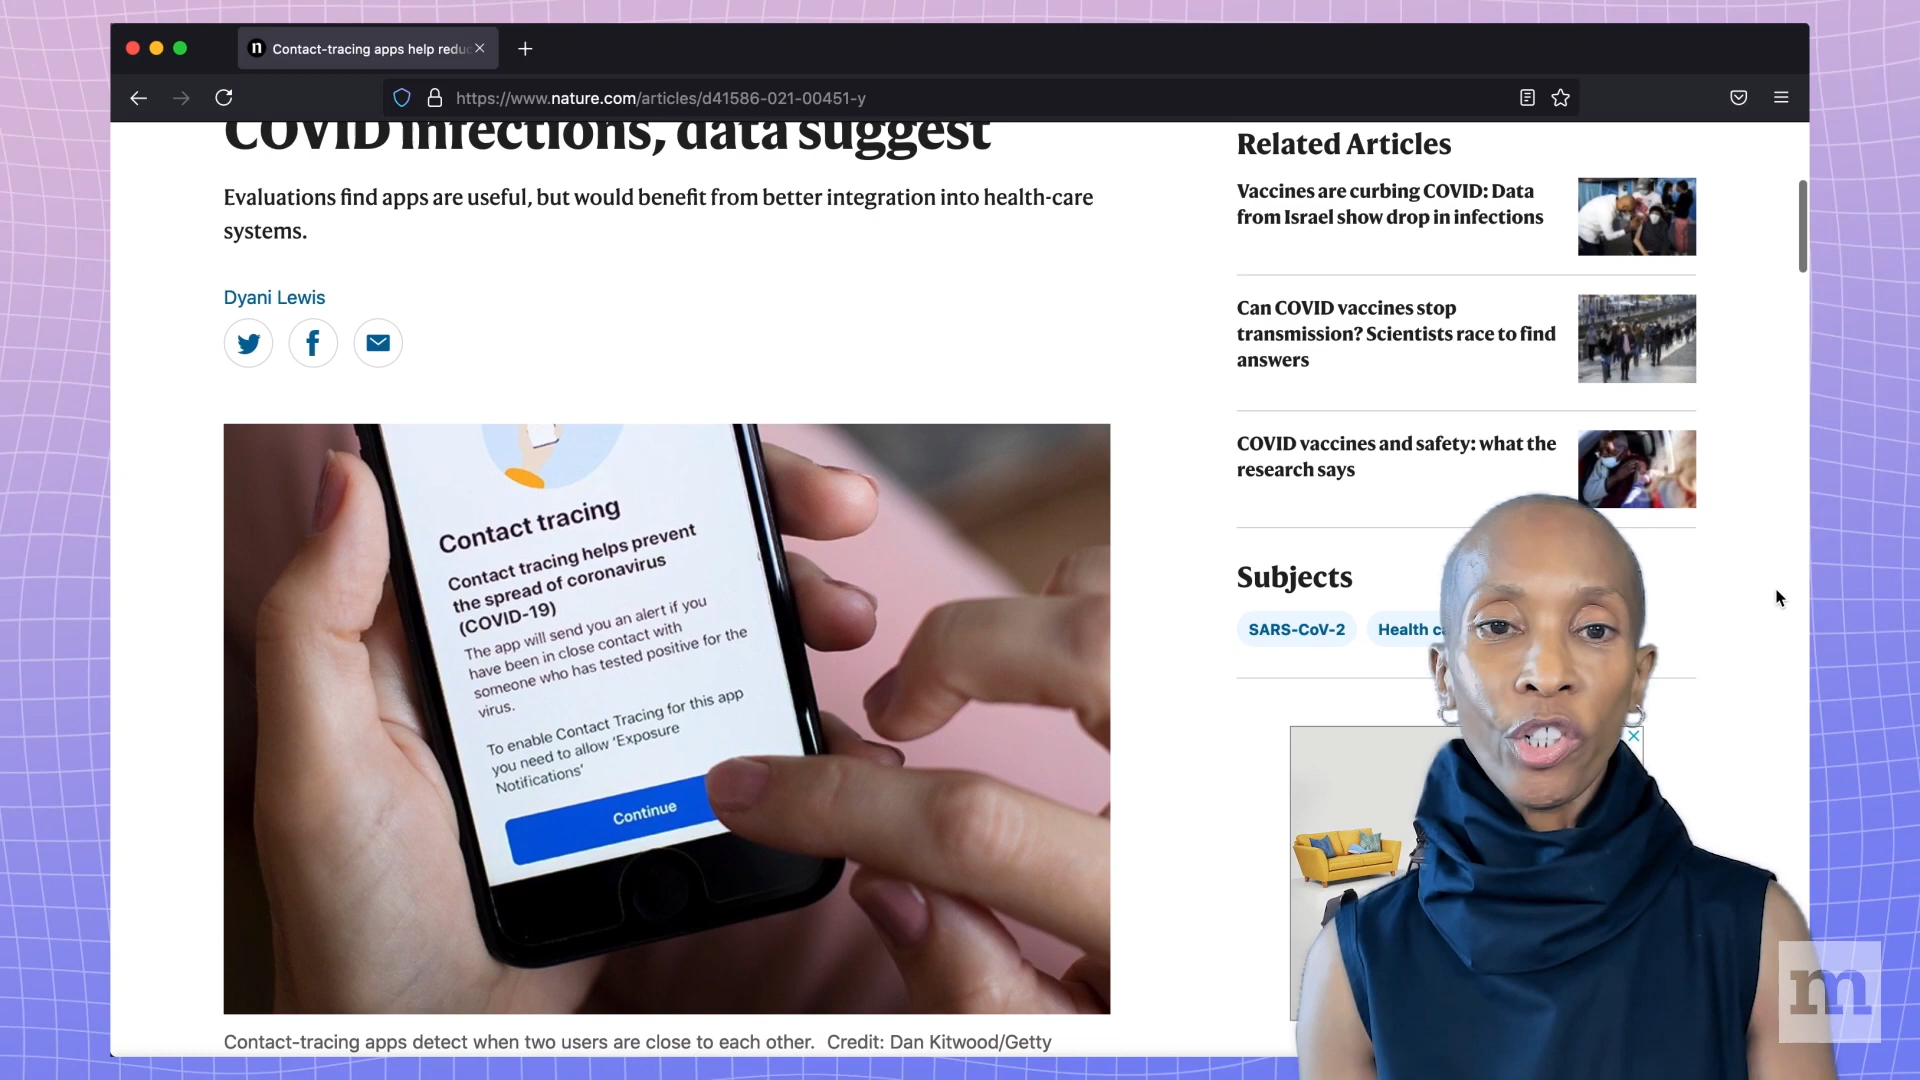 n Contact-tracing apps help redu
https://www.nature.com/articles/d41586-021-00451-y
COVID infections, data suggest
Evaluations find apps are useful, but would benefit from better integration into health-care
systems.
Dyani Lewis
Contact tracing
Contact tracing helps prevent
the spread of coronavirus
(COVID-19)
The app will send you an alert if you
have been in close contact with
someone who has tested positive for the
virus.
To enable Contact Tracing for this app
you need to allow ‘Exposure
Notifications’
Continue
Contact-tracing apps detect when two users are close to each other. Credit: Dan Kitwood/Getty
Related Articles
Vaccines are curbing COVID: Data
from Israel show drop in infections
Can COVID vaccines stop
transmission? Scientists race to find
answers
COVID vaccines and safety: what the
research says
Subjects
SARS-CoV-2
Health
m